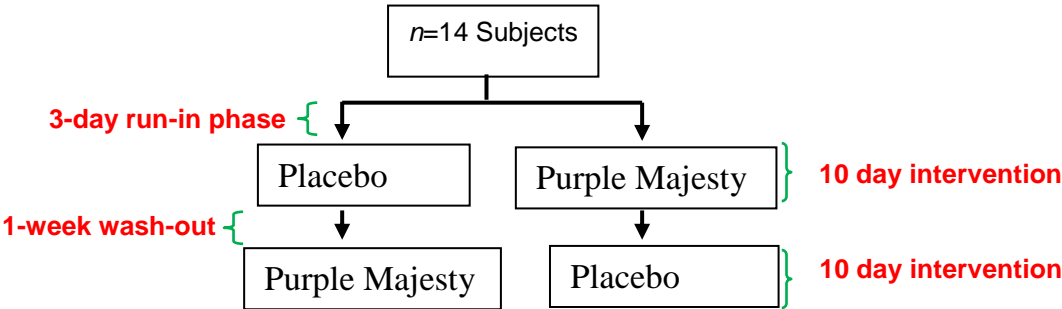 n=14 Subjects
3-day run-in phase
Placebo
Purple Majesty
10 day intervention
1-week wash-out
Purple Majesty
Placebo
10 day intervention